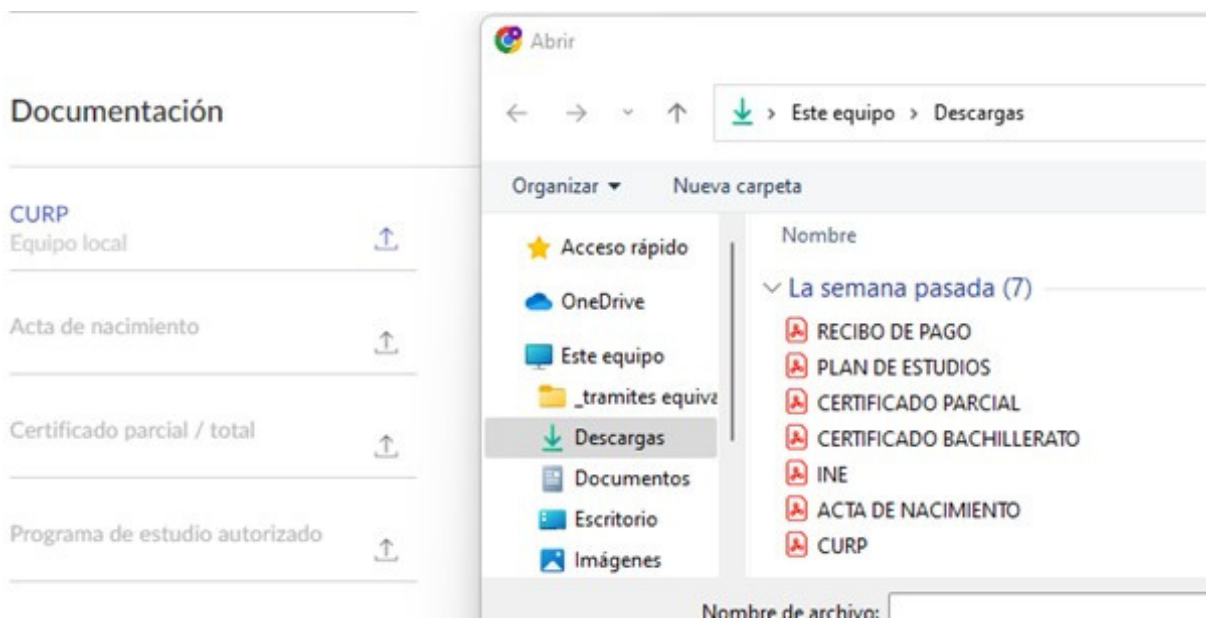 Documentación
CURP
Equipo local
Acta de nacimiento
Certificado parcial / total
Programa de estudio autorizado
Abrir
Este equipo > Descargas
Organizar
Nueva carpeta
Acceso rápido
OneDrive
Este equipo
_tramites equiva
Descargas
Documentos
Escritorio
Imágenes
Nombre
La semana pasada (7)
RECIBO DE PAGO
PLAN DE ESTUDIOS
CERTIFICADO PARCIAL
CERTIFICADO BACHILLERATO
INE
ACTA DE NACIMIENTO
CURP
Nombre de archivo: